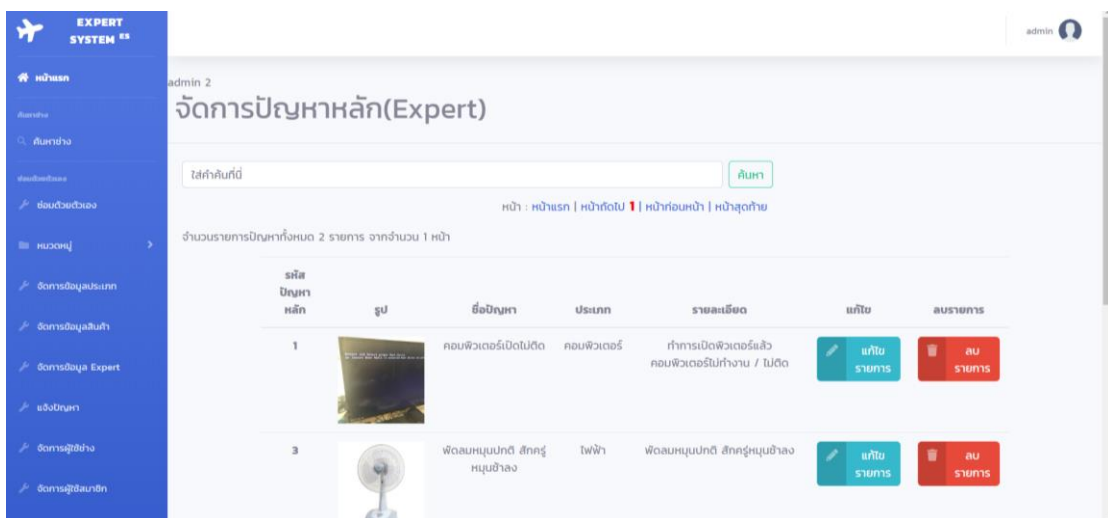 EXPERT
SYSTEM ES
admin
หน้าแรก
admin 2
จัดการปัญหาหลัก(Expert)
ค้นหาช่าง
ค้นหาช่าง
ใส่คำค้นที่นี่
ค้นหา
ซ่อมด้วยตัวเอง
ซ่อมด้วยตัวเอง
หน้า : หน้าแรก | หน้าถัดไป 1 | หน้าก่อนหน้า | หน้าสุดท้าย
จำนวนรายการปัญหาทั้งหมด 2 รายการ จากจำนวน 1 หน้า
หมวดหมู่
จัดการข้อมูลประเภท
จัดการข้อมูลสินค้า
จัดการข้อมูล Expert
แจ้งปัญหา
จัดการผู้ใช้ช่าง
จัดการผู้ใช้สมาชิก
รหัส
ปัญหา
หลัก
รูป
ชื่อปัญหา
ประเภท
รายละเอียด
แก้ไข
ลบรายการ
1
คอมพิวเตอร์เปิดไม่ติด
คอมพิวเตอร์
ทำการเปิดพิวเตอร์แล้ว
คอมพิวเตอร์ไม่ทำงาน / ไม่ติด
แก้ไข
รายการ
ลบ
รายการ
3
พัดลมหมุนปกติ สักครู่
หมุนช้าลง
ไฟฟ้า
พัดลมหมุนปกติ สักครู่หมุนช้าลง
แก้ไข
รายการ
ลบ
รายการ